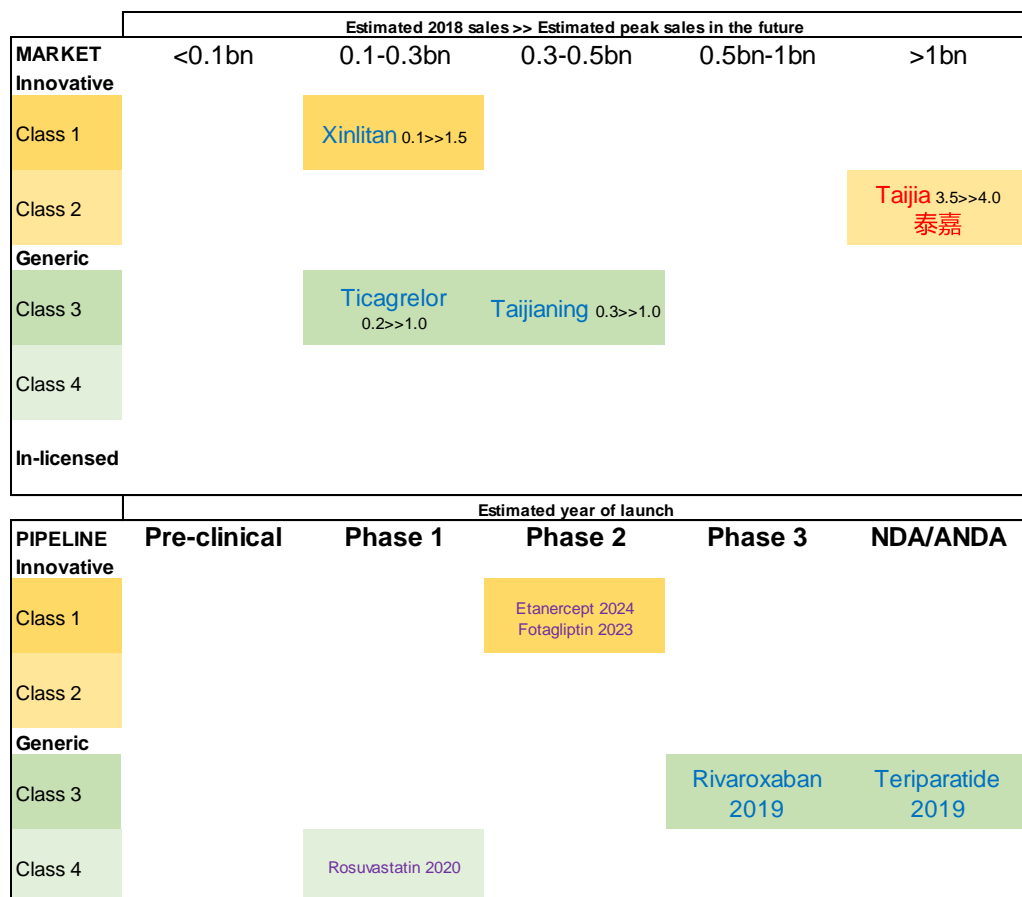 Estimated 2018 sales >> Estimated peak sales in the future
MARKET <0.1bn 0.1-0.3bn 0.3-0.5bn 0.5bn-1bn >1bn
Innovative
Class 1 Xinlitan 0.1>>1.5
Class 2 Taijia 3.5>>4.0
泰嘉
Generic
Class 3 Ticagrelor Taijianing 0.3>>1.0
0.2>>1.0
Class 4
In-licensed
Estimated year of launch
PIPELINE Pre-clinical Phase 1 Phase 2 Phase 3 NDA/ANDA
Innovative
Class 1 Etanercept 2024
Fotagliptin 2023
Class 2
Generic
Class 3 Rivaroxaban Teriparatide
2019 2019
Class 4 Rosuvastatin 2020